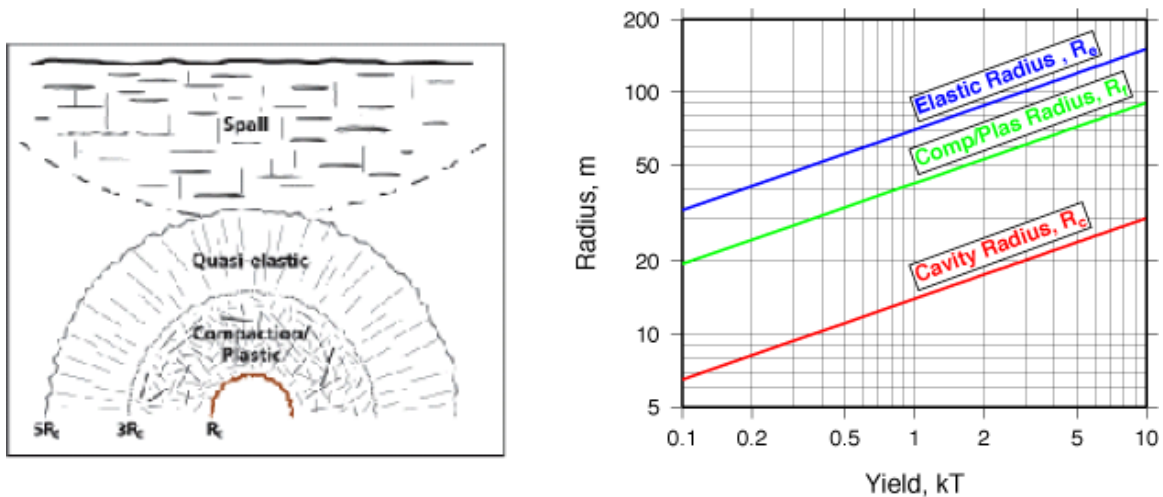 Spall
Quasi-elastic
Compaction/
Plastic
5Rc
3Rc
Rc
200
100
50
20
10
5
Radius, m
Elastic Radius , Re
Comp/Plas Radius, Rf
Cavity Radius, Rc
0.1
0.2
0.5
1
2
5
10
Yield, kT